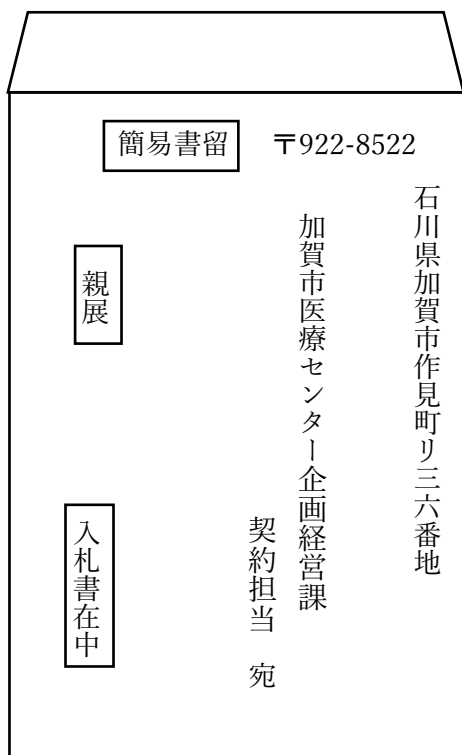 簡易書留
〒922-8522
石川県加賀市作見町リ三六番地
加賀市医療センター企画経営課
契約担当 宛
親展
入札書在中